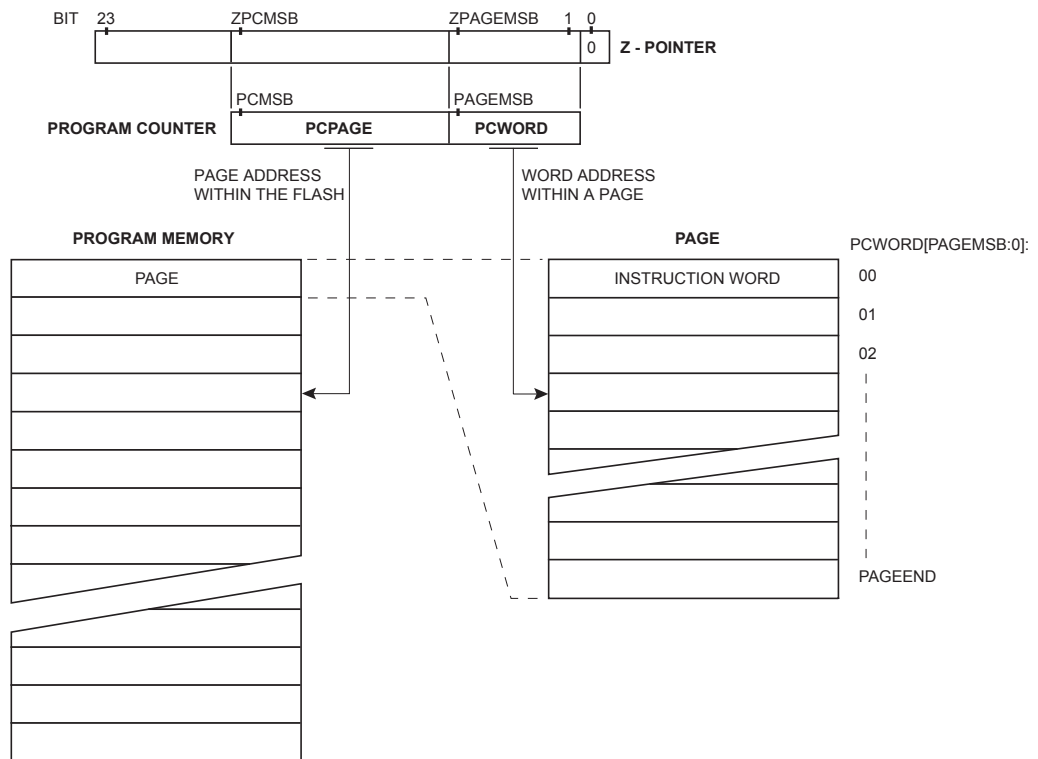 BIT 23 ZPCMSB ZPAGEMSB 1 0
0 Z - POINTER
PCMSB PAGEMSB
PROGRAM COUNTER PCPAGE PCWORD
PAGE ADDRESS
WITHIN THE FLASH
WORD ADDRESS
WITHIN A PAGE
PROGRAM MEMORY
PAGE
PAGE
INSTRUCTION WORD
PCWORD[PAGEMSB:0]:
00
01
02
PAGEEND